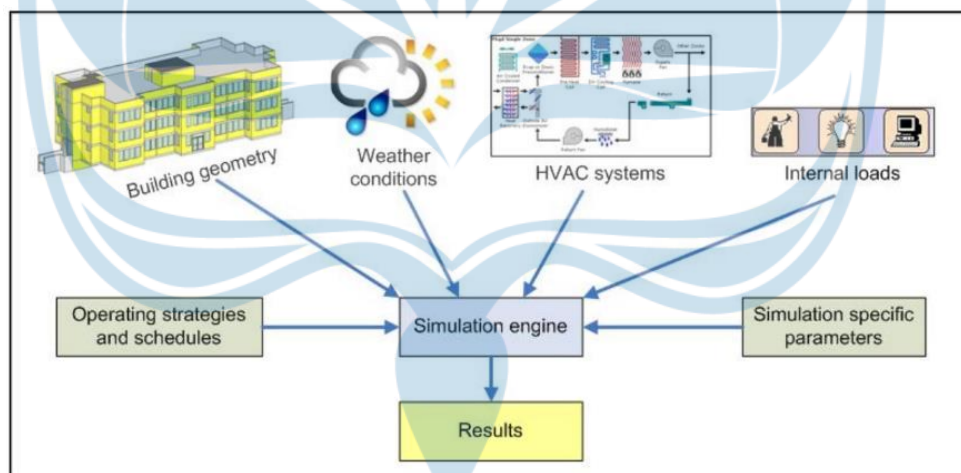 Building geometry
Weather
conditions
HVAC systems
Internal loads
Operating strategies
and schedules
Simulation engine
Simulation specific
parameters
Results